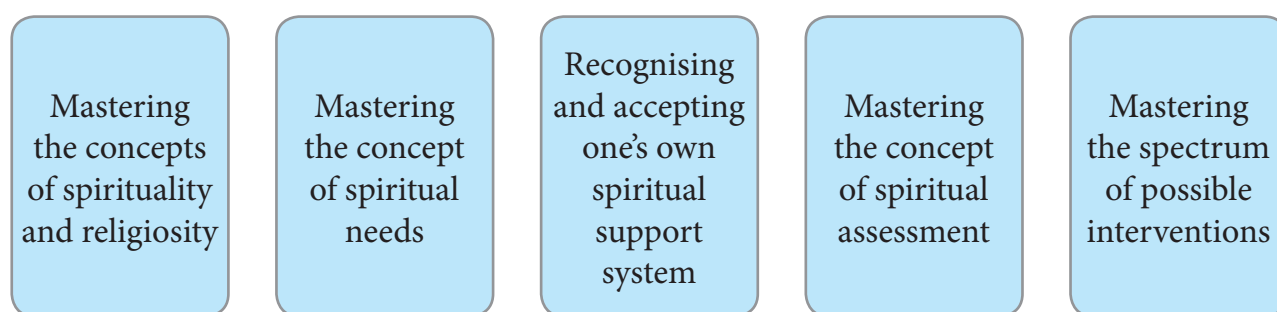 Mastering
the concepts
of spirituality
and religiosity
Mastering
the concept
of spiritual
needs
Recognising
and accepting
one’s own
spiritual
support
system
Mastering
the concept
of spiritual
assessment
Mastering
the spectrum
of possible
interventions